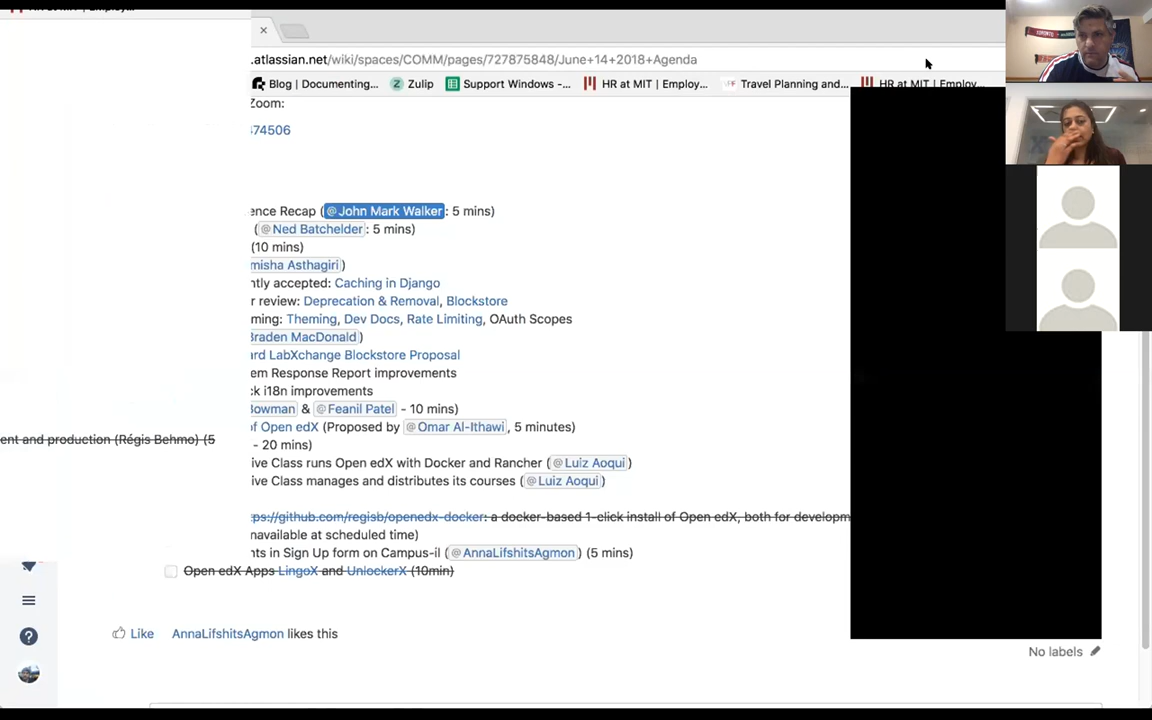 .atlassian.net/wiki/spaces/COMM/pages/727875848/June+14+2018+Agenda
Blog | Documenting... Zulip Support Windows -... HR at MIT | Employ... Travel Planning and... HR at MIT | Employ...
Zoom:
474506
ence Recap (@John Mark Walker: 5 mins)
(@Ned Batchelder: 5 mins)
(10 mins)
misha Asthagiri)
ntly accepted: Caching in Django
r review: Deprecation & Removal, Blockstore
ming: Theming, Dev Docs, Rate Limiting, OAuth Scopes
Braden MacDonald)
ard LabXchange Blockstore Proposal
em Response Report improvements
ck i18n improvements
Bowman & @Feanil Patel - 10 mins)
of Open edX (Proposed by @Omar Al-Ithawi, 5 minutes)
ent and production (Régis Behmo) (5
- 20 mins)
ive Class runs Open edX with Docker and Rancher (@Luiz Aoqui)
ive Class manages and distributes its courses (@Luiz Aoqui)
ps://github.com/regisb/openedx-docker: a docker-based 1-click install of Open edX, both for developm
navailable at scheduled time)
nts in Sign Up form on Campus-il (@AnnaLifshitsAgmon) (5 mins)
Open edX Apps LingoX and UnlockerX (10min)
Like AnnaLifshitsAgmon likes this
No labels